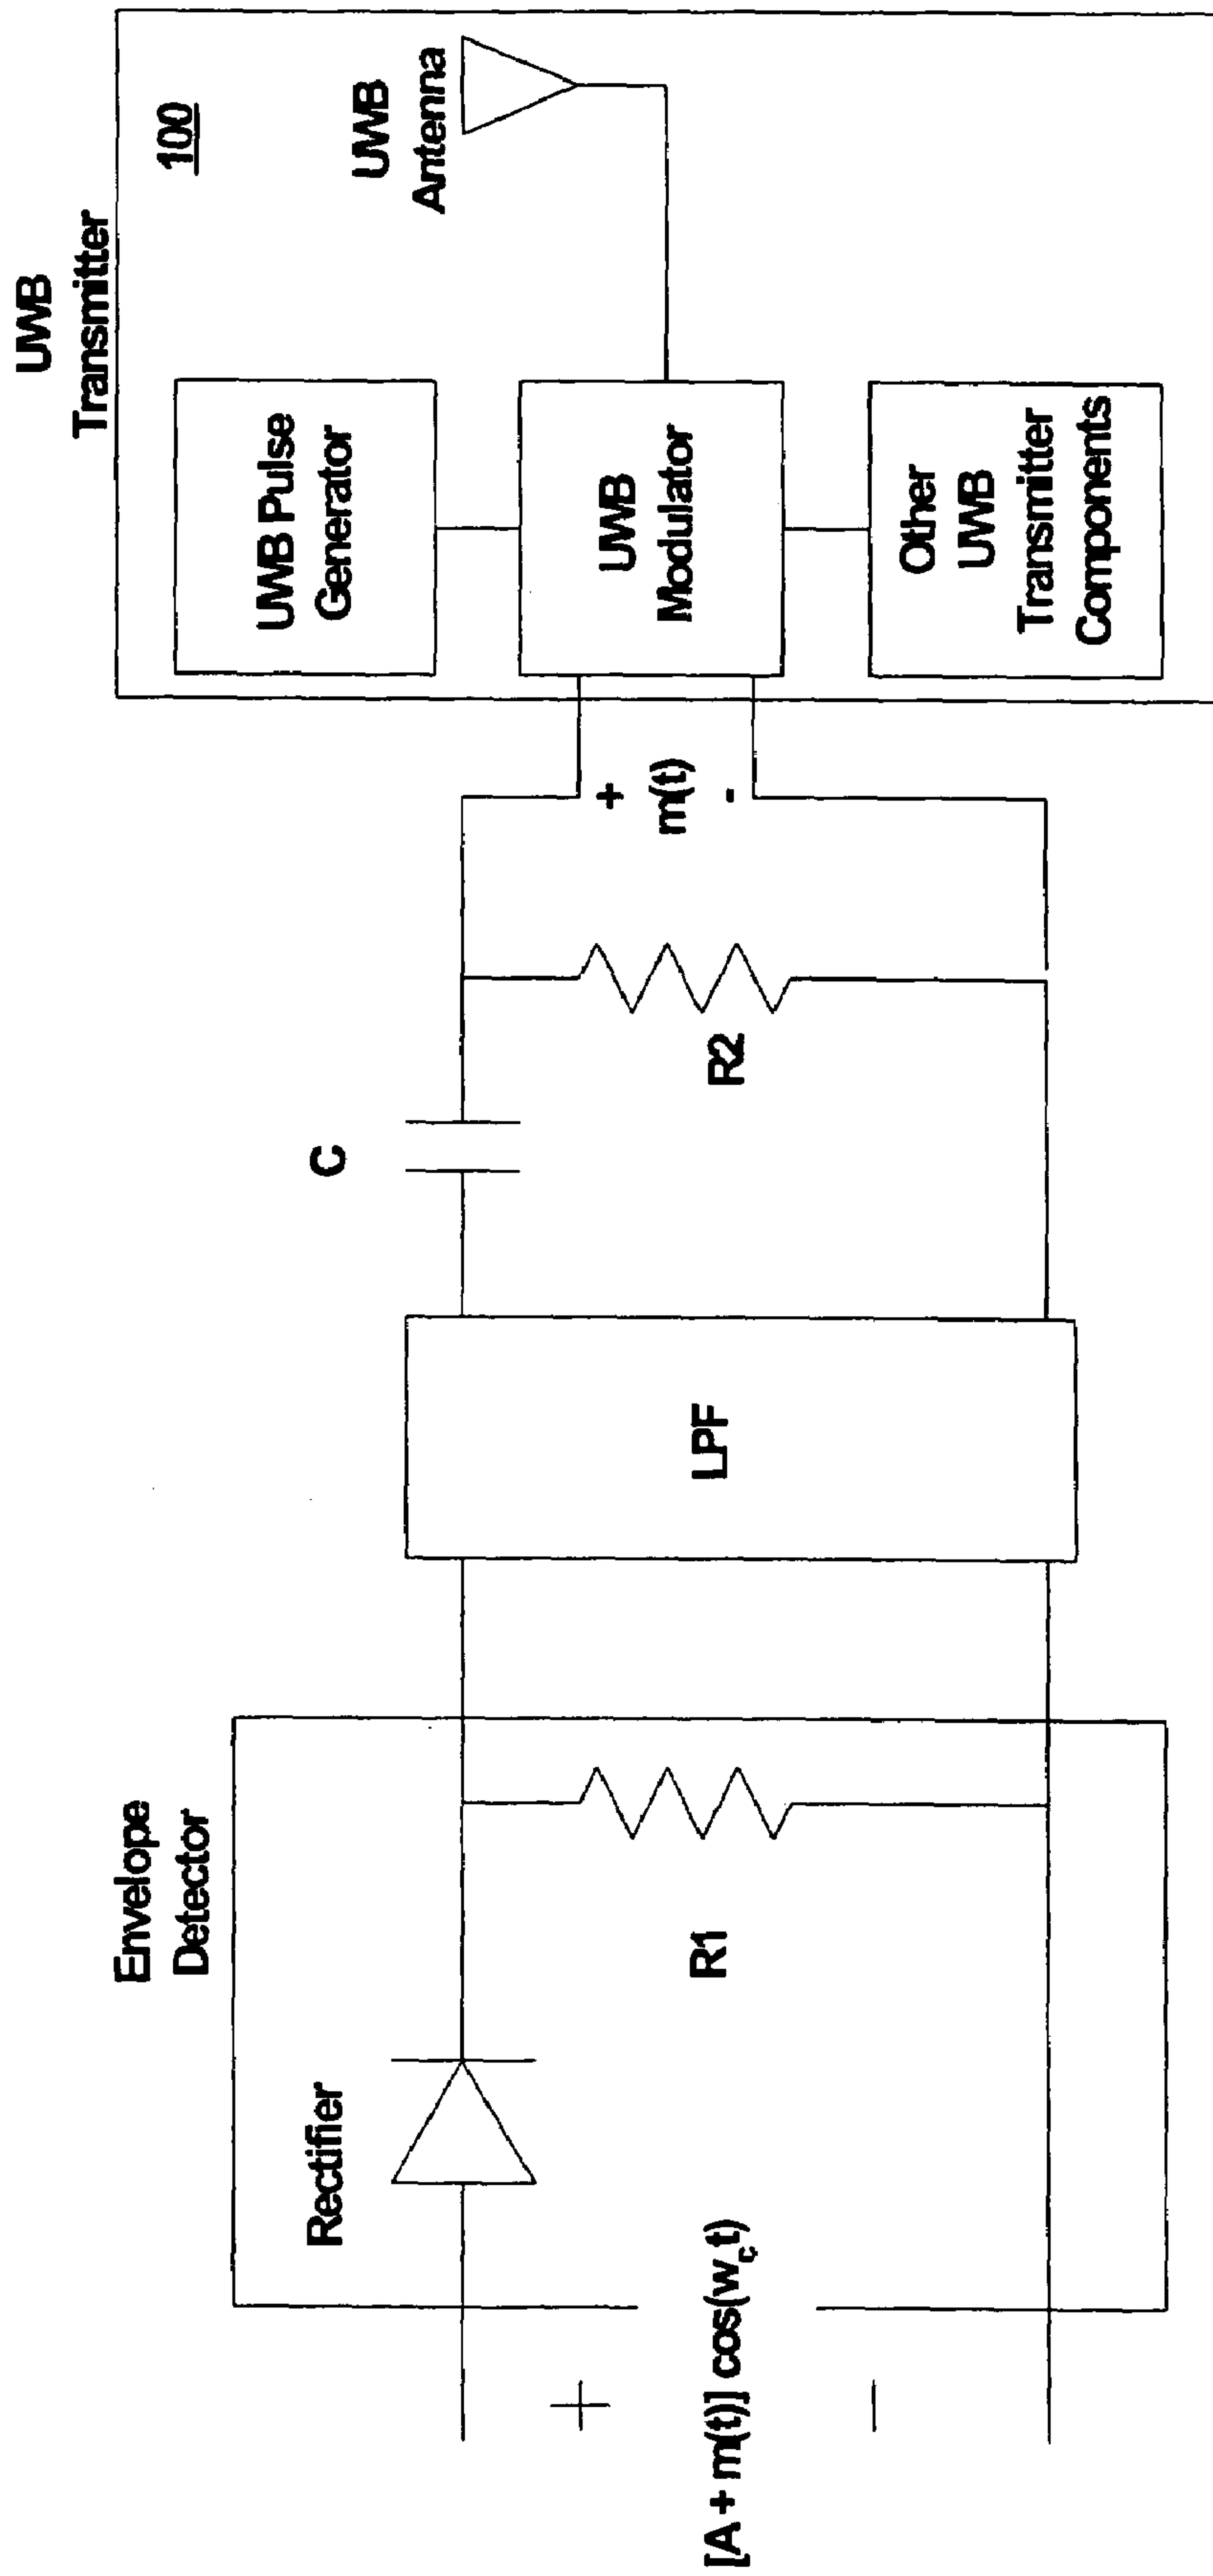 Envelope
Detector
Rectifier
R1
[A + m(t)] cos(w_c t)
LPF
C
R2
+
m(t)
-
UWB
Transmitter
100
UWB Pulse
Generator
UWB
Modulator
Other
UWB
Transmitter
Components
UWB
Antenna